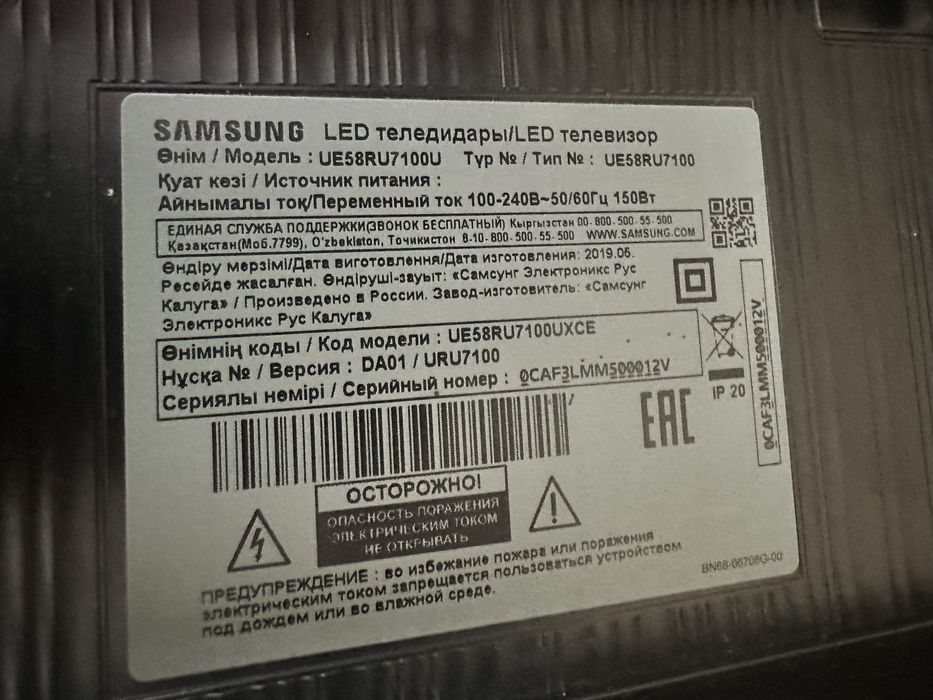 SAMSUNG LED теледидары/LED телевизор
Өнім / Модель : UE58RU7100U Түр № / Тип № : UE58RU7100
Қуат көзі / Источник питания :
Айнымалы тоқ/Переменный ток 100-240В~50/60Гц 150Вт
ЕДИНАЯ СЛУЖБА ПОДДЕРЖКИ(ЗВОНОК БЕСПЛАТНЫЙ) Кыргызстан 00-800-500-55-500
Қазақстан(Моб.7799), O'zbekiston, Тоҷикистон 8-10-800-500-55-500 WWW.SAMSUNG.COM
Өндіру мерзімі/Дата виготовлення/Дата изготовления: 2019.06.
Ресейде жасалған. Өндіруші-зауыт: «Самсунг Электроникс Рус
Калуга» / Произведено в России. Завод-изготовитель: «Самсунг
Электроникс Рус Калуга»
Өнімнің коды / Код модели : UE58RU7100UXCE
Нұсқа № / Версия : DA01 / URU7100
Сериялы нөмірі / Серийный номер : 0CAF3LMM500012V
IP 20
0CAF3LMM500012V
EAC
ОСТОРОЖНО!
ОПАСНОСТЬ ПОРАЖЕНИЯ
ЭЛЕКТРИЧЕСКИМ ТОКОМ
НЕ ОТКРЫВАТЬ
ПРЕДУПРЕЖДЕНИЕ : во избежание пожара или поражения
электрическим током запрещается пользоваться устройством
под дождем или во влажной среде.
BN68-06708G-00